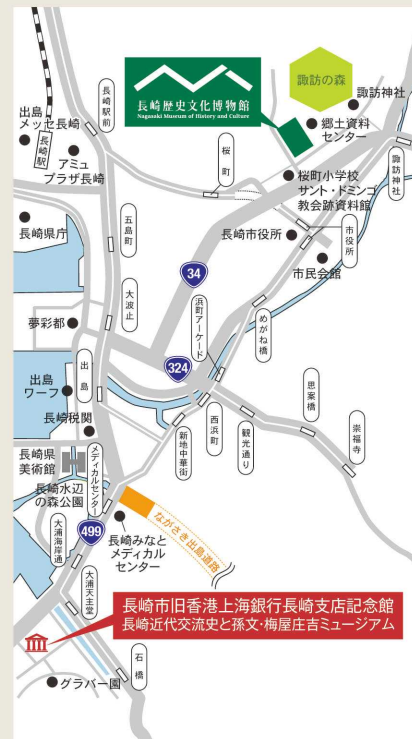 長崎歴史文化博物館
Nagasaki Museum of History and Culture
諏訪の森
諏訪神社
郷土資料
センター
長崎駅前
出島
メッセ長崎
長崎駅
アミュ
プラザ長崎
桜町
桜町小学校
サント・ドミンゴ
教会跡資料館
諏訪神社
長崎県庁
五島町
長崎市役所
市役所
市民会館
34
大波止
浜町アーケード
めがね橋
夢彩都
324
出島
出島
ワーフ
思案橋
西浜町
観光通り
崇福寺
長崎税関
新地中華街
長崎県
美術館
メディカルセンター
長崎水辺
の森公園
499
大浦海岸通
長崎みなと
メディカル
センター
ながさき出島道路
大浦天主堂
長崎市旧香港上海銀行長崎支店記念館
長崎近代交流史と孫文・梅屋庄吉ミュージアム
石橋
グラバー園